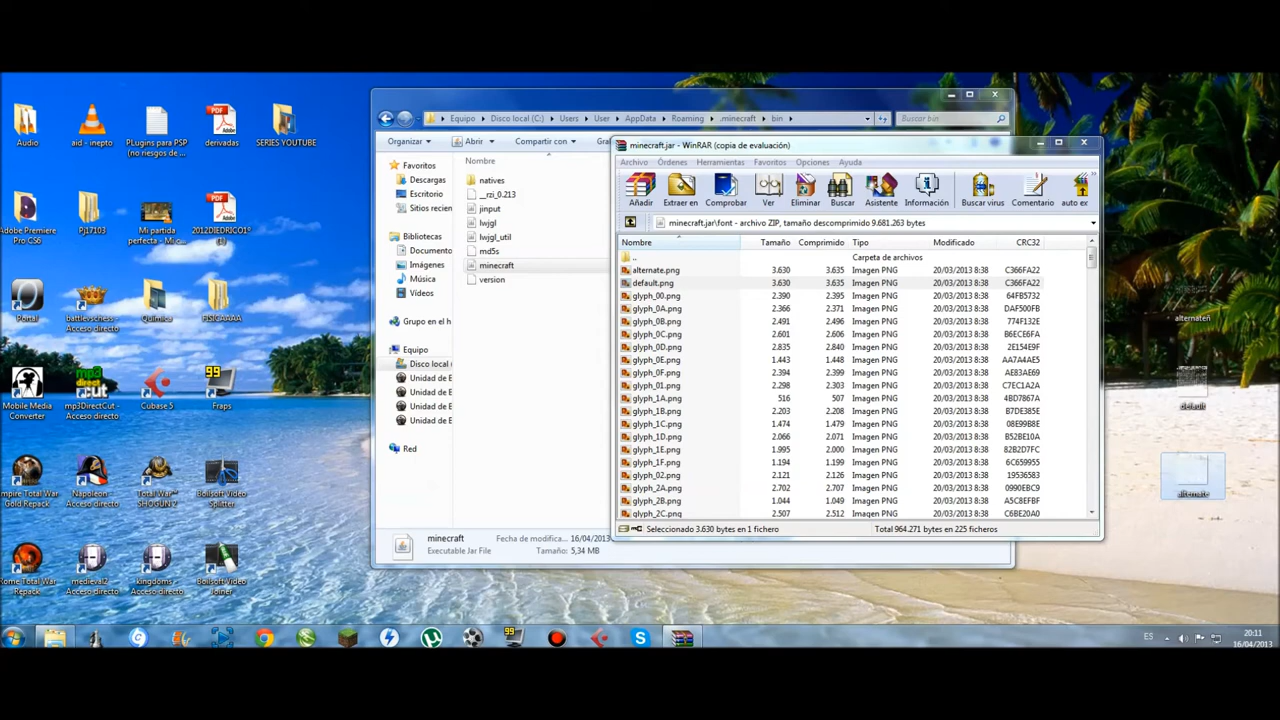 Audio
aid - inepto
PLugins para PSP
(no riesgos de ...
derivadas
SERIES YOUTUBE
Adobe Premiere
Pro CS6
Pj17103
Mi partida
perfecta - Mi c...
2012DIEDRICO1º
(1)
Portal
battlevschess -
Acceso directo
Química
FISICAAAA
Mobile Media
Converter
mp3DirectCut -
Acceso directo
Cubase 5
Fraps
Empire Total War
Gold Repack
Napoleon -
Acceso directo
Total War™
SHOGUN 2
Boilsoft Video
Splitter
Rome Total War
Repack
medieval2 -
Acceso directo
kingdoms -
Acceso directo
Boilsoft Video
Joiner
Equipo
Disco local (C:)
Users
User
AppData
Roaming
.minecraft
bin
Buscar bin
Organizar
Abrir
Compartir con
Gra
Favoritos
Descargas
Escritorio
Sitios recien
Bibliotecas
Documento
Imágenes
Música
Vídeos
Grupo en el h
Equipo
Disco local (
Unidad de E
Unidad de E
Unidad de E
Unidad de E
Red
Nombre
natives
__rzi_0.213
jinput
lwjgl
lwjgl_util
md5s
minecraft
version
minecraft
Executable Jar File
Fecha de modifica... 16/04/2013
Tamaño: 5,34 MB
minecraft.jar - WinRAR (copia de evaluación)
Archivo Órdenes Herramientas Favoritos Opciones Ayuda
Añadir Extraer en Comprobar Ver Eliminar Buscar Asistente Información Buscar virus Comentario auto ex
minecraft.jar\font - archivo ZIP, tamaño descomprimido 9.681.263 bytes
Nombre Tamaño Comprimido Tipo Modificado CRC32
.. Carpeta de archivos
alternate.png 3.630 3.635 Imagen PNG 20/03/2013 8:38 C366FA22
default.png 3.630 3.635 Imagen PNG 20/03/2013 8:38 C366FA22
glyph_00.png 2.390 2.395 Imagen PNG 20/03/2013 8:38 64FB5732
glyph_0A.png 2.366 2.371 Imagen PNG 20/03/2013 8:38 DAF500FB
glyph_0B.png 2.491 2.496 Imagen PNG 20/03/2013 8:38 774F132E
glyph_0C.png 2.601 2.606 Imagen PNG 20/03/2013 8:38 B6ECE6FA
glyph_0D.png 2.835 2.840 Imagen PNG 20/03/2013 8:38 2E154E9F
glyph_0E.png 1.443 1.448 Imagen PNG 20/03/2013 8:38 AA7A4AE5
glyph_0F.png 2.394 2.399 Imagen PNG 20/03/2013 8:38 AE83AE69
glyph_01.png 2.298 2.303 Imagen PNG 20/03/2013 8:38 C7EC1A2A
glyph_1A.png 516 507 Imagen PNG 20/03/2013 8:38 4BD7867A
glyph_1B.png 2.203 2.208 Imagen PNG 20/03/2013 8:38 B7DE385E
glyph_1C.png 1.474 1.479 Imagen PNG 20/03/2013 8:38 08E99B8E
glyph_1D.png 2.066 2.071 Imagen PNG 20/03/2013 8:38 B52BE10A
glyph_1E.png 1.995 2.000 Imagen PNG 20/03/2013 8:38 82B2D7FC
glyph_1F.png 1.194 1.199 Imagen PNG 20/03/2013 8:38 6C659955
glyph_02.png 2.121 2.126 Imagen PNG 20/03/2013 8:38 19536583
glyph_2A.png 2.702 2.707 Imagen PNG 20/03/2013 8:38 0990EBC9
glyph_2B.png 1.044 1.049 Imagen PNG 20/03/2013 8:38 A5C8EFBF
glyph_2C.png 2.507 2.512 Imagen PNG 20/03/2013 8:38 C6BE20A0
Seleccionado 3.630 bytes en 1 fichero
Total 964.271 bytes en 225 ficheros
alternateñ
default
alternate
ES
20:11
16/04/2013